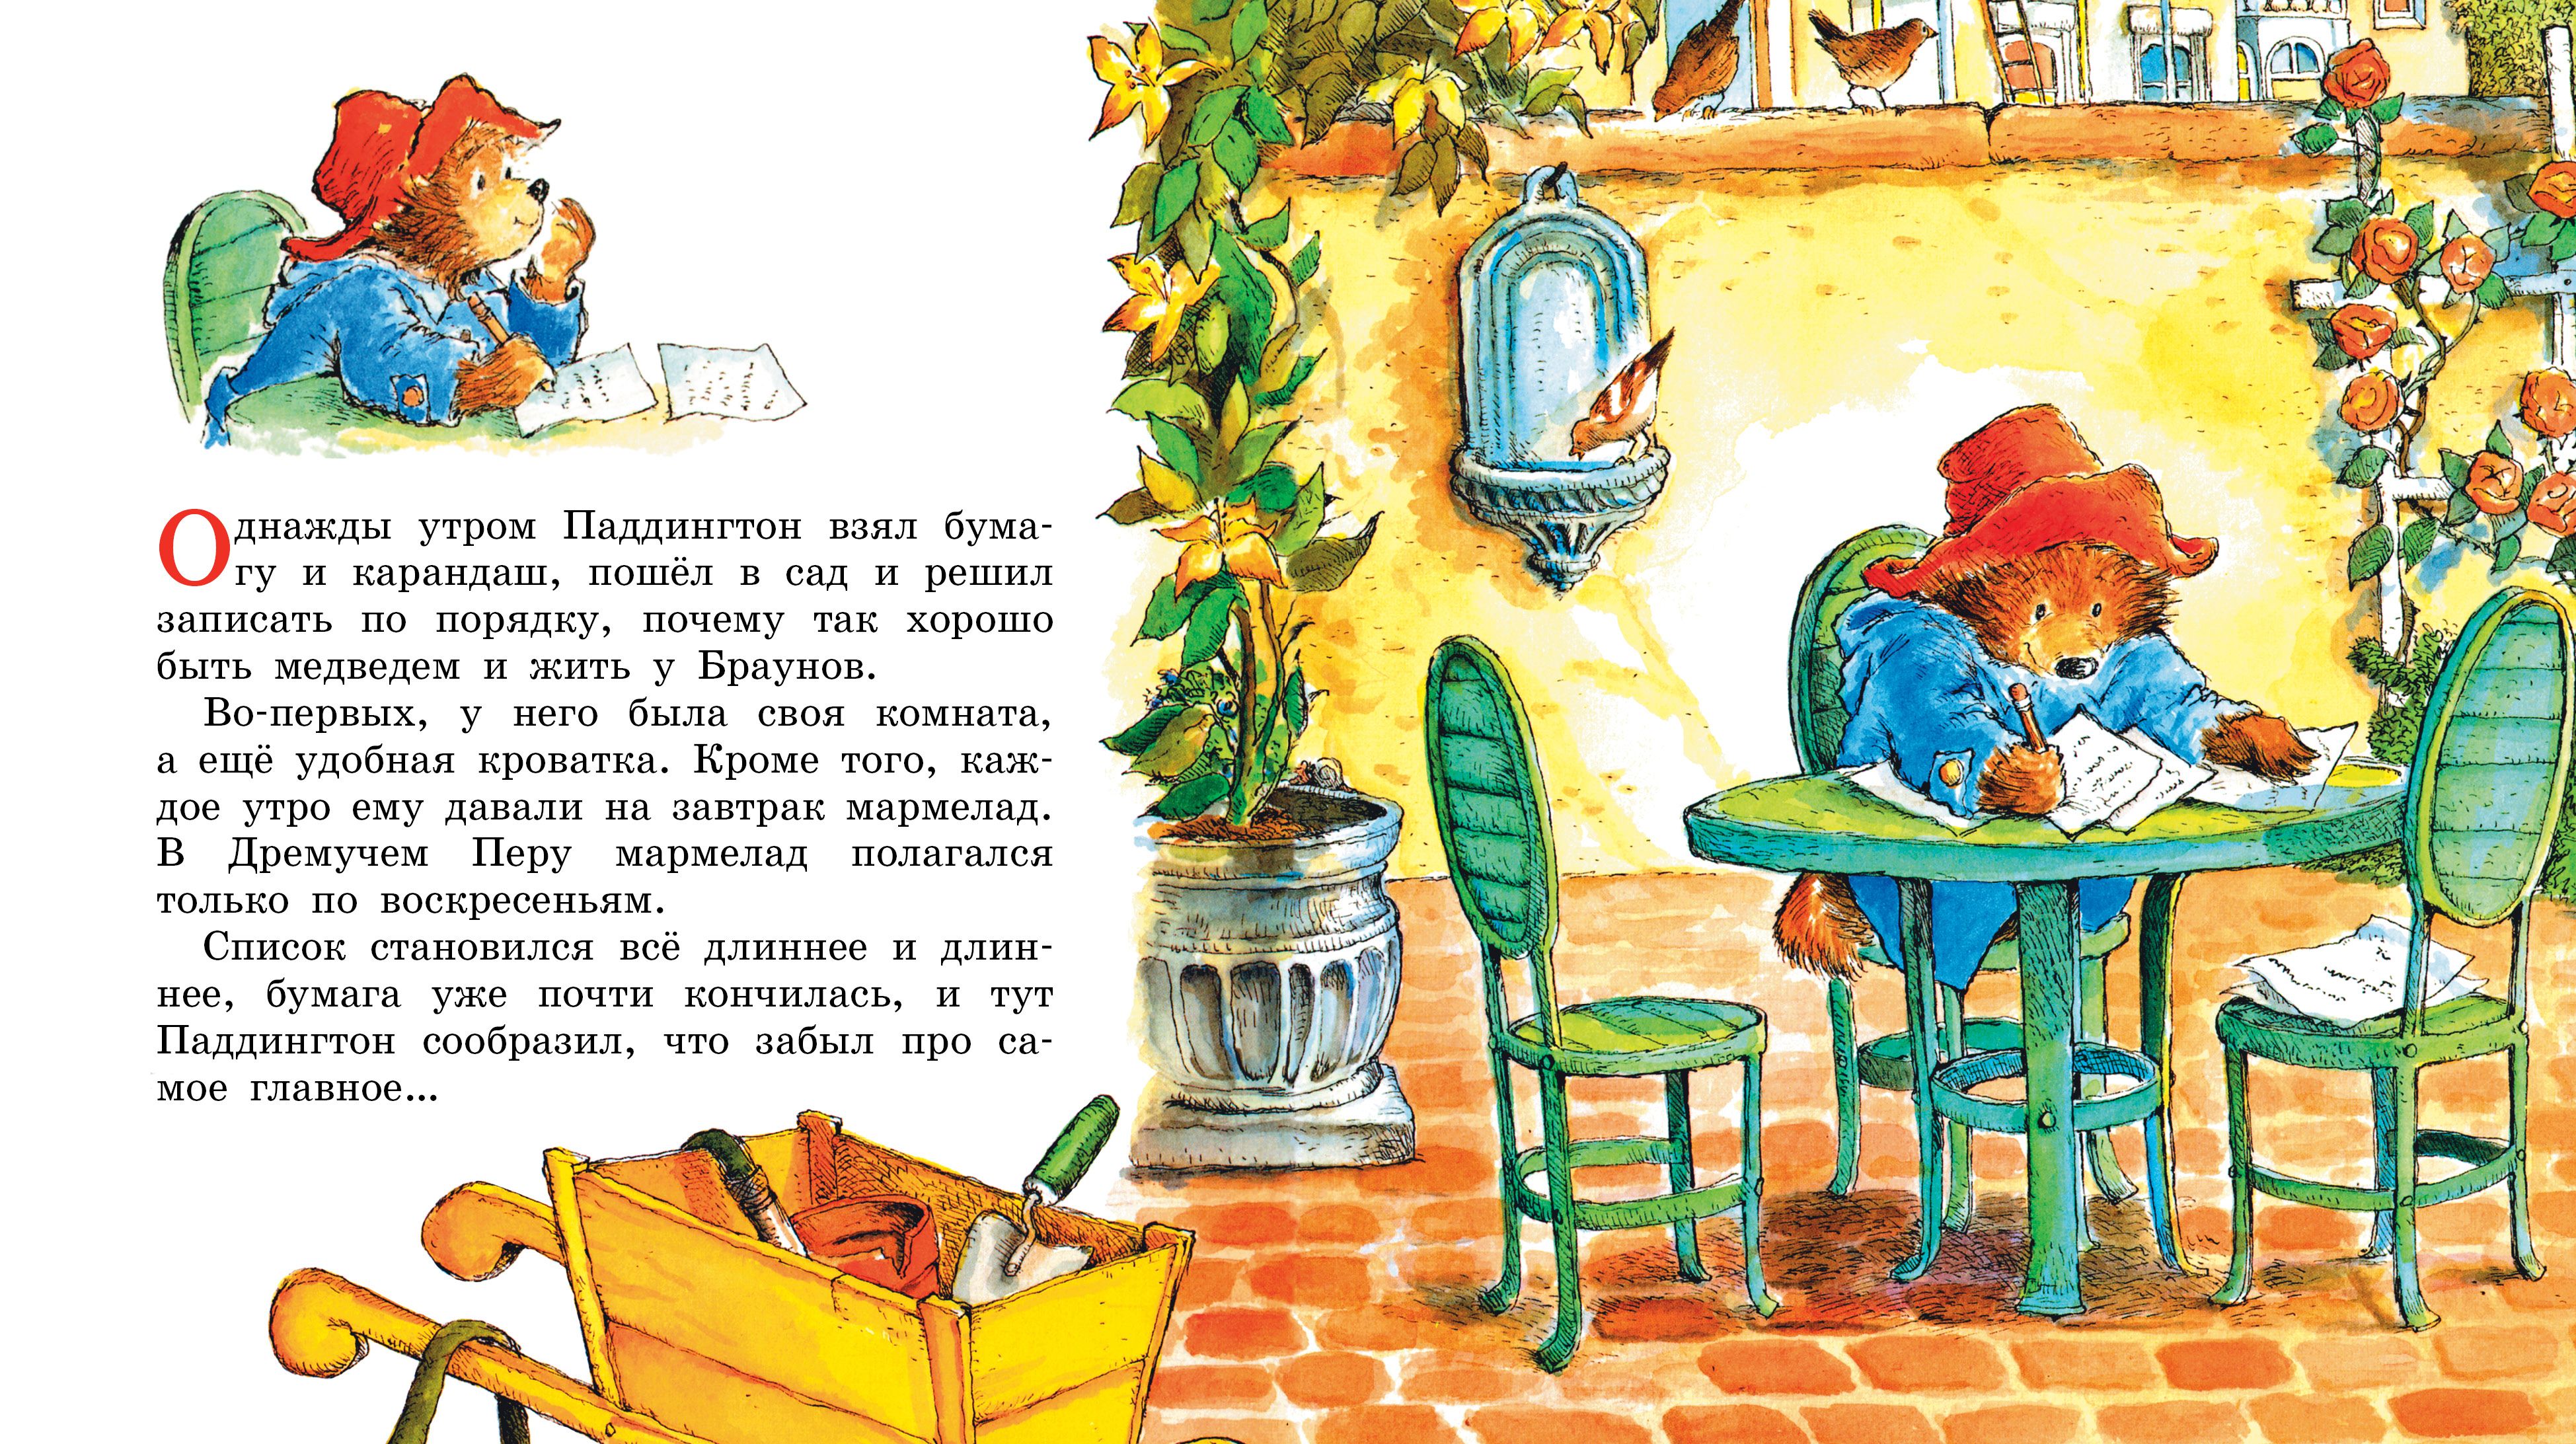 Однажды утром Паддингтон взял бума-
гу и карандаш, пошёл в сад и решил
записать по порядку, почему так хорошо
быть медведем и жить у Браунов.
Во-первых, у него была своя комната,
а ещё удобная кроватка. Кроме того, каж-
дое утро ему давали на завтрак мармелад.
В Дремучем Перу мармелад полагался
только по воскресеньям.
Список становился всё длиннее и длин-
нее, бумага уже почти кончилась, и тут
Паддингтон сообразил, что забыл про са-
мое главное...